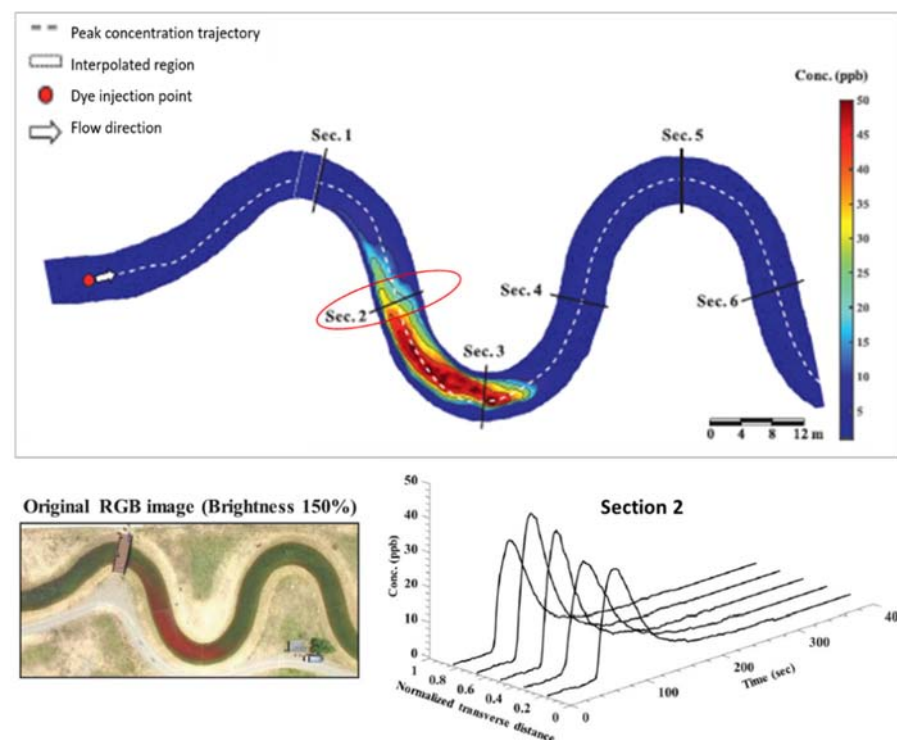 Peak concentration trajectory
Interpolated region
Dye injection point
Flow direction
Conc. (ppb)
50
45
40
35
30
25
20
15
10
5
Sec. 1
Sec. 2
Sec. 3
Sec. 4
Sec. 5
Sec. 6
0 4 8 12 m
Original RGB image (Brightness 150%)
Section 2
Conc. (ppb)
50
40
30
20
10
0
1 0.8 0.6 0.4 0.2 0
Normalized transverse distance
0 100 200 300 40
Time (sec)